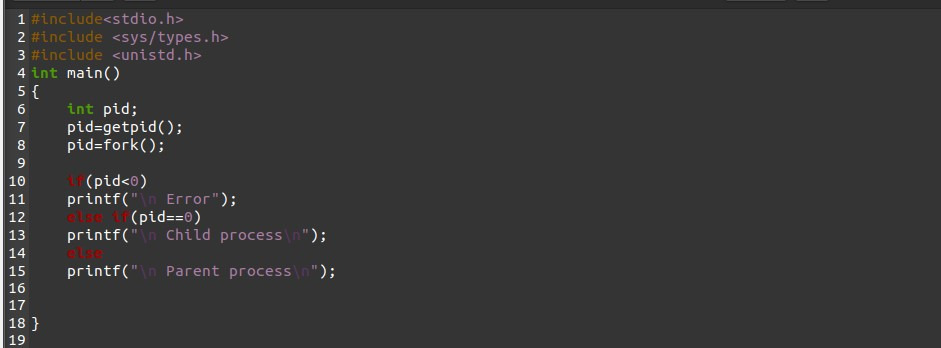 1 #include<stdio.h>
2 #include <sys/types.h>
3 #include <unistd.h>
4 int main()
5 {
6     int pid;
7     pid=getpid();
8     pid=fork();
9
10     if(pid<0)
11     printf("\n Error");
12     else if(pid==0)
13     printf("\n Child process\n");
14     else
15     printf("\n Parent process\n");
16
17
18 }
19